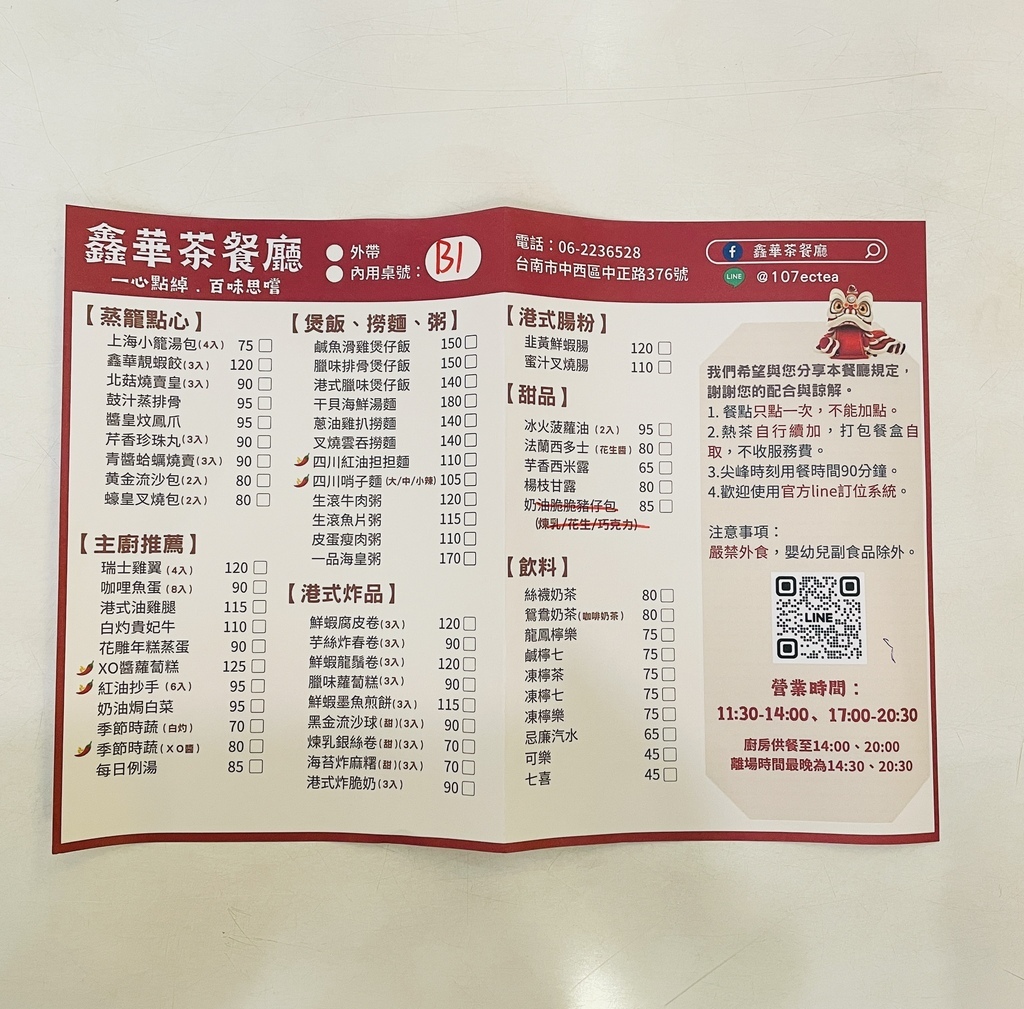 鑫華茶餐廳
一心點綽．百味思嚐
外帶
內用桌號：B1
電話：06-2236528
台南市中西區中正路376號
鑫華茶餐廳
LINE @107ectea
【蒸籠點心】
上海小籠湯包(4入) 75
鑫華靚蝦餃(3入) 120
北菇燒賣皇(3入) 90
鼓汁蒸排骨 95
醬皇炆鳳爪 95
芹香珍珠丸(3入) 90
青醬蛤蠣燒賣(3入) 90
黃金流沙包(2入) 80
蠔皇叉燒包(2入) 80
【主廚推薦】
瑞士雞翼(4入) 120
咖哩魚蛋(8入) 90
港式油雞腿 115
白灼貴妃牛 110
花雕年糕蒸蛋 90
XO醬蘿蔔糕 125
紅油抄手(6入) 95
奶油焗白菜 95
季節時蔬(白灼) 70
季節時蔬(XO醬) 80
每日例湯 85
【煲飯、撈麵、粥】
鹹魚滑雞煲仔飯 150
臘味排骨煲仔飯 150
港式臘味煲仔飯 140
干貝海鮮湯麵 180
蔥油雞扒撈麵 140
叉燒雲吞撈麵 140
四川紅油担担麵 110
四川哨子麵(大/中/小辣) 105
生滾牛肉粥 120
生滾魚片粥 115
皮蛋瘦肉粥 110
一品海皇粥 170
【港式炸品】
鮮蝦腐皮卷(3入) 120
芋絲炸春卷(3入) 90
鮮蝦龍鬚卷(3入) 120
臘味蘿蔔糕(3入) 90
鮮蝦墨魚煎餅(3入) 115
黑金流沙球(甜)(3入) 90
煉乳銀絲卷(甜)(3入) 70
海苔炸麻糬(甜)(3入) 70
港式炸脆奶(3入) 90
【港式腸粉】
韭黃鮮蝦腸 120
蜜汁叉燒腸 110
【甜品】
冰火菠蘿油(2入) 95
法蘭西多士(花生醬) 80
芋香西米露 65
楊枝甘露 80
奶油脆脆豬仔包 85
(煉乳/花生/巧克力)
【飲料】
絲襪奶茶 80
鴛鴦奶茶(咖啡奶茶) 80
龍鳳檸樂 75
鹹檸七 75
凍檸茶 75
凍檸七 75
凍檸樂 75
忌廉汽水 65
可樂 45
七喜 45
我們希望與您分享本餐廳規定，
謝謝您的配合與諒解。
1. 餐點只點一次，不能加點。
2.熱茶自行續加，打包餐盒自
取，不收服務費。
3.尖峰時刻用餐時間90分鐘。
4.歡迎使用官方line訂位系統。
注意事項：
嚴禁外食，嬰幼兒副食品除外。
LINE
營業時間：
11:30-14:00、17:00-20:30
廚房供餐至14:00、20:00
離場時間最晚為14:30、20:30